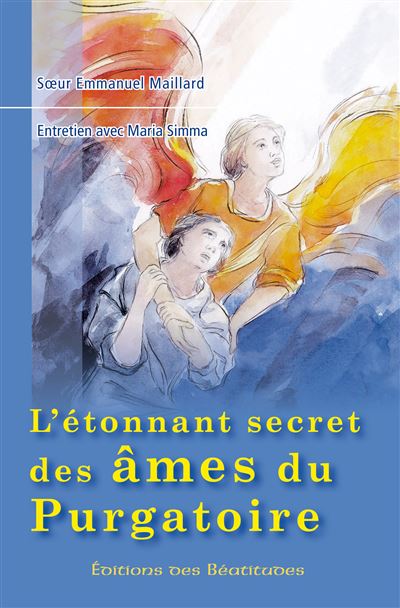 Sœur Emmanuel Maillard
Entretien avec Maria Simma
L'étonnant secret
des âmes du
Purgatoire
Éditions des Béatitudes